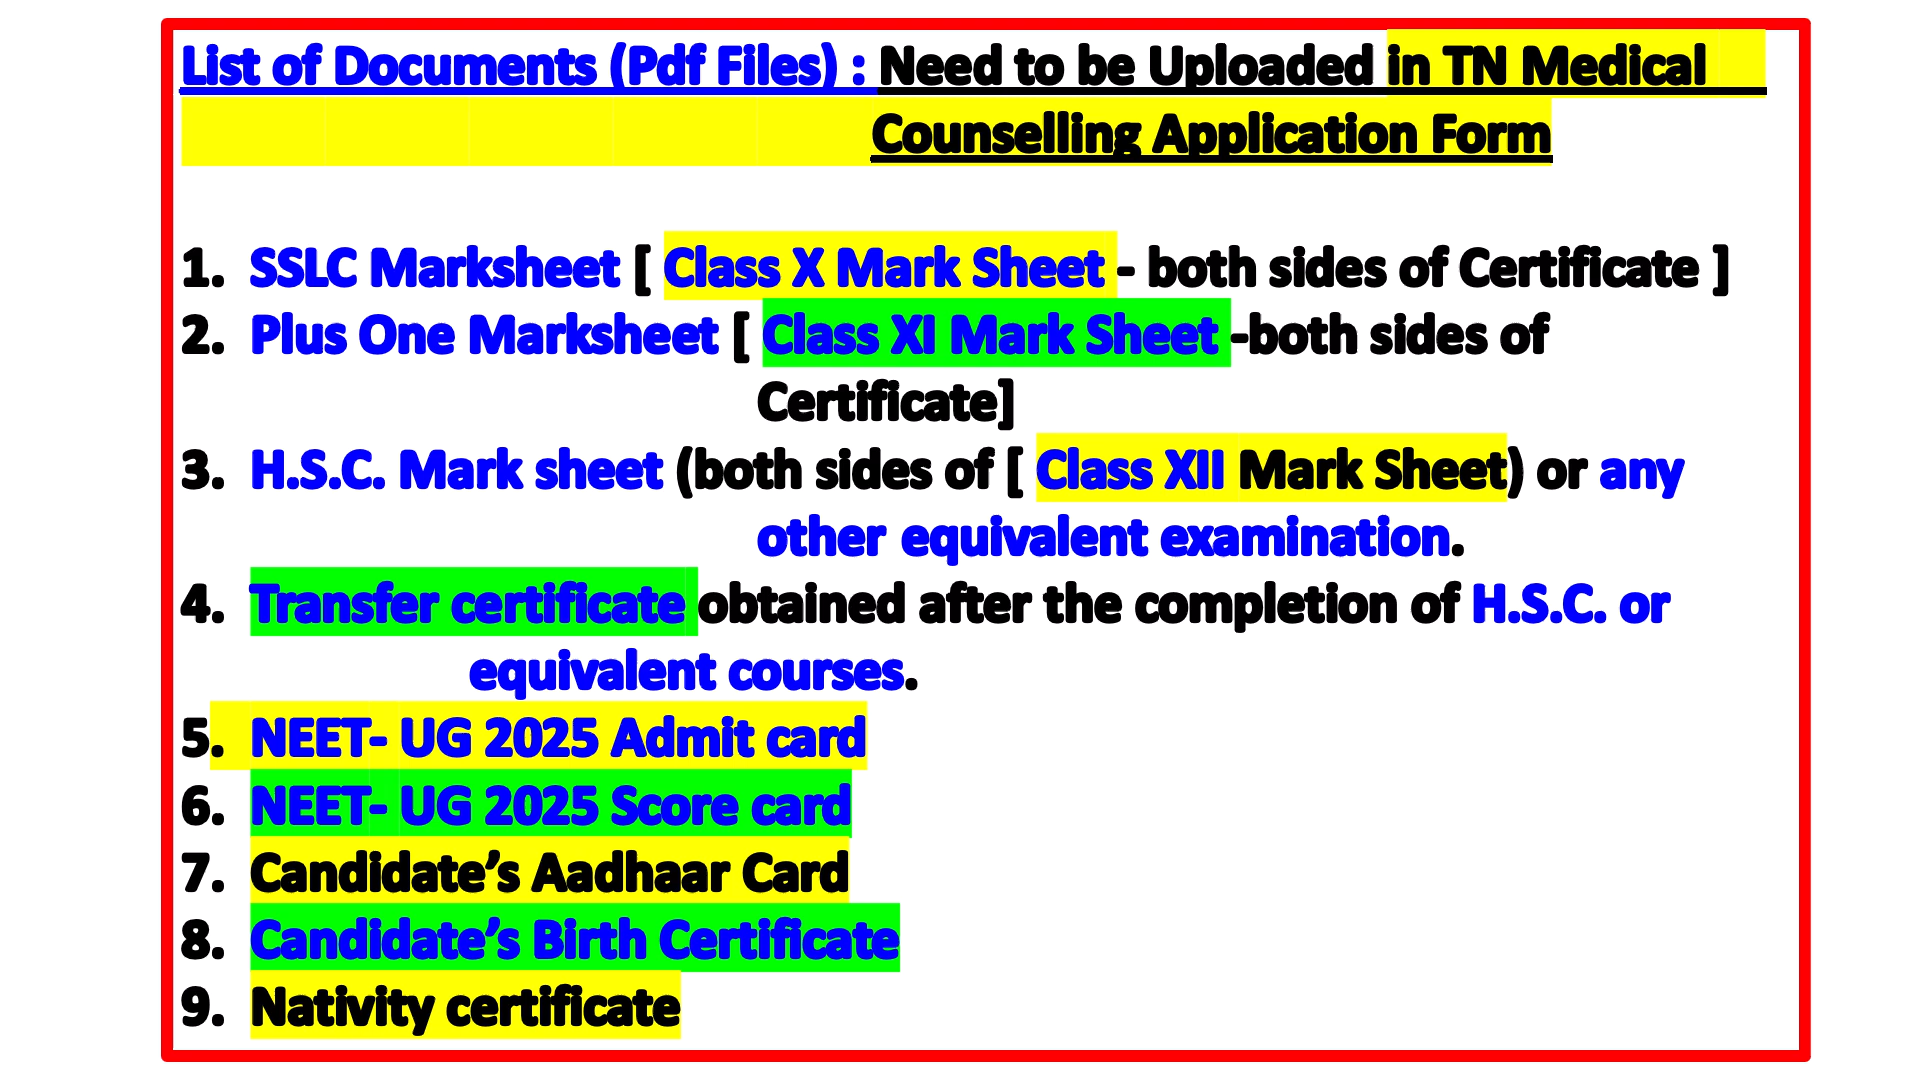 List of Documents (Pdf Files) : Need to be Uploaded in TN Medical
Counselling Application Form
1. SSLC Marksheet [ Class X Mark Sheet - both sides of Certificate ]
2. Plus One Marksheet [ Class XI Mark Sheet -both sides of
Certificate]
3. H.S.C. Mark sheet (both sides of [ Class XII Mark Sheet) or any
other equivalent examination.
4. Transfer certificate obtained after the completion of H.S.C. or
equivalent courses.
5. NEET- UG 2025 Admit card
6. NEET- UG 2025 Score card
7. Candidate’s Aadhaar Card
8. Candidate’s Birth Certificate
9. Nativity certificate